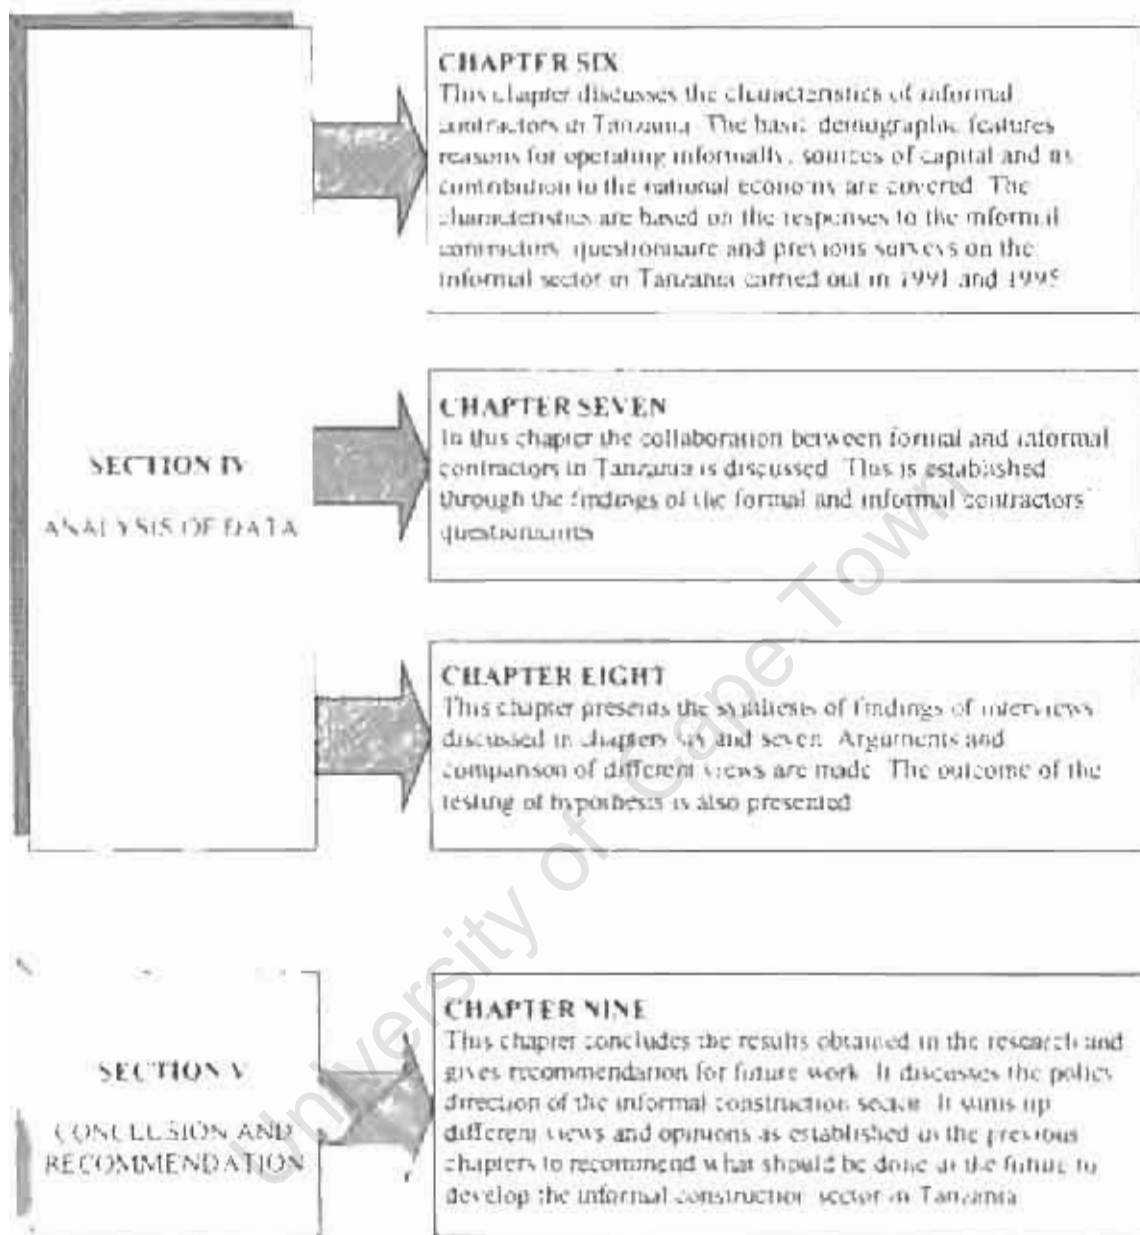 CHAPTER SIX
This chapter discusses the characteristics of informal
contractors in Tanzania. The basic demographic features
reasons for operating informally, sources of capital and its
contribution to the national economy are covered. The
characteristics are based on the responses to the informal
contractors' questionnaire and previous surveys on the
informal sector in Tanzania carried out in 1991 and 1995
SECTION IV
ANALYSIS OF DATA
CHAPTER SEVEN
In this chapter the collaboration between formal and informal
contractors in Tanzania is discussed. This is established
through the findings of the formal and informal contractors'
questionnaires
CHAPTER EIGHT
This chapter presents the synthesis of findings of interviews
discussed in chapters six and seven. Arguments and
comparison of different views are made. The outcome of the
testing of hypothesis is also presented
SECTION V
CONCLUSION AND
RECOMMENDATION
CHAPTER NINE
This chapter concludes the results obtained in the research and
gives recommendation for future work. It discusses the policy
direction of the informal construction sector. It sums up
different views and opinions as established in the previous
chapters to recommend what should be done in the future to
develop the informal construction sector in Tanzania
University of Cape Town